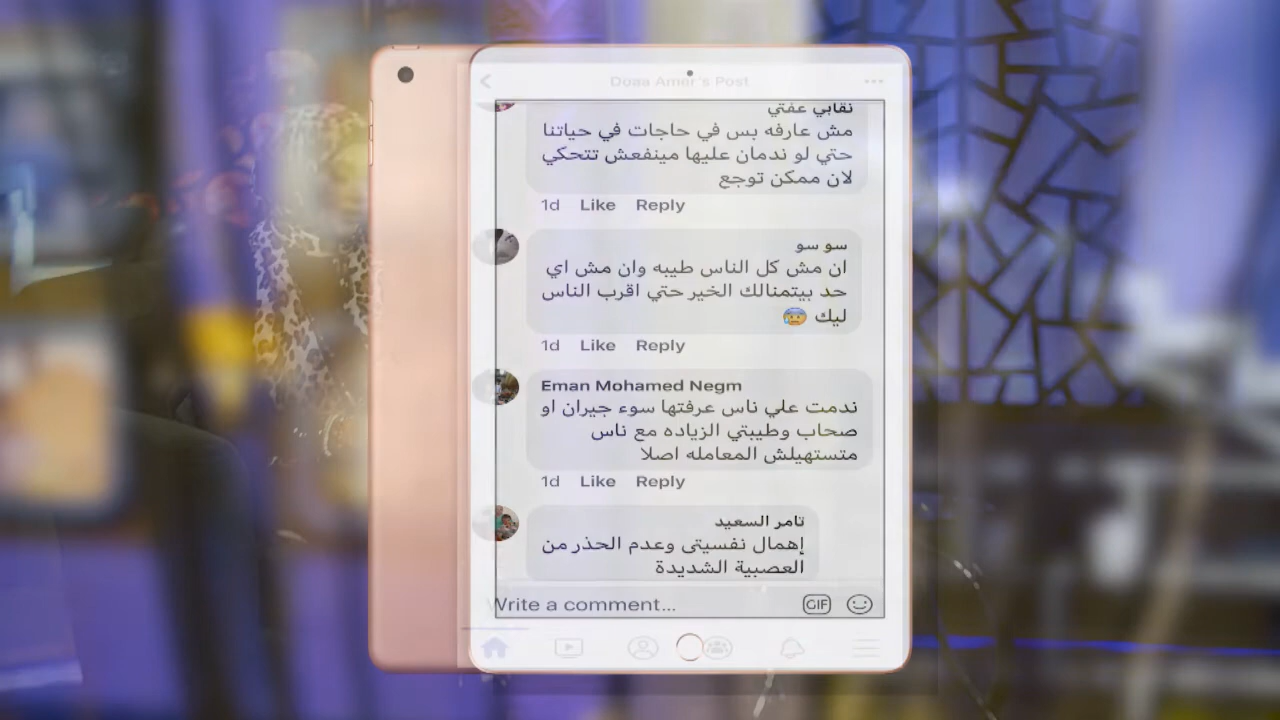 Doaa Amer's Post
نقابي عفتي
مش عارفه بس في حاجات في حياتنا
حتي لو ندمان عليها مينفعش تتحكي
لان ممكن توجع
1d Like Reply
سو سو
ان مش كل الناس طيبه وان مش اي
حد بيتمنالك الخير حتي اقرب الناس
ليك 😰
1d Like Reply
Eman Mohamed Negm
ندمت علي ناس عرفتها سوء جيران او
صحاب وطيبتي الزياده مع ناس
متستهيلش المعامله اصلا
1d Like Reply
تامر السعيد
إهمال نفسيتى وعدم الحذر من
العصبية الشديدة
Write a comment...
GIF